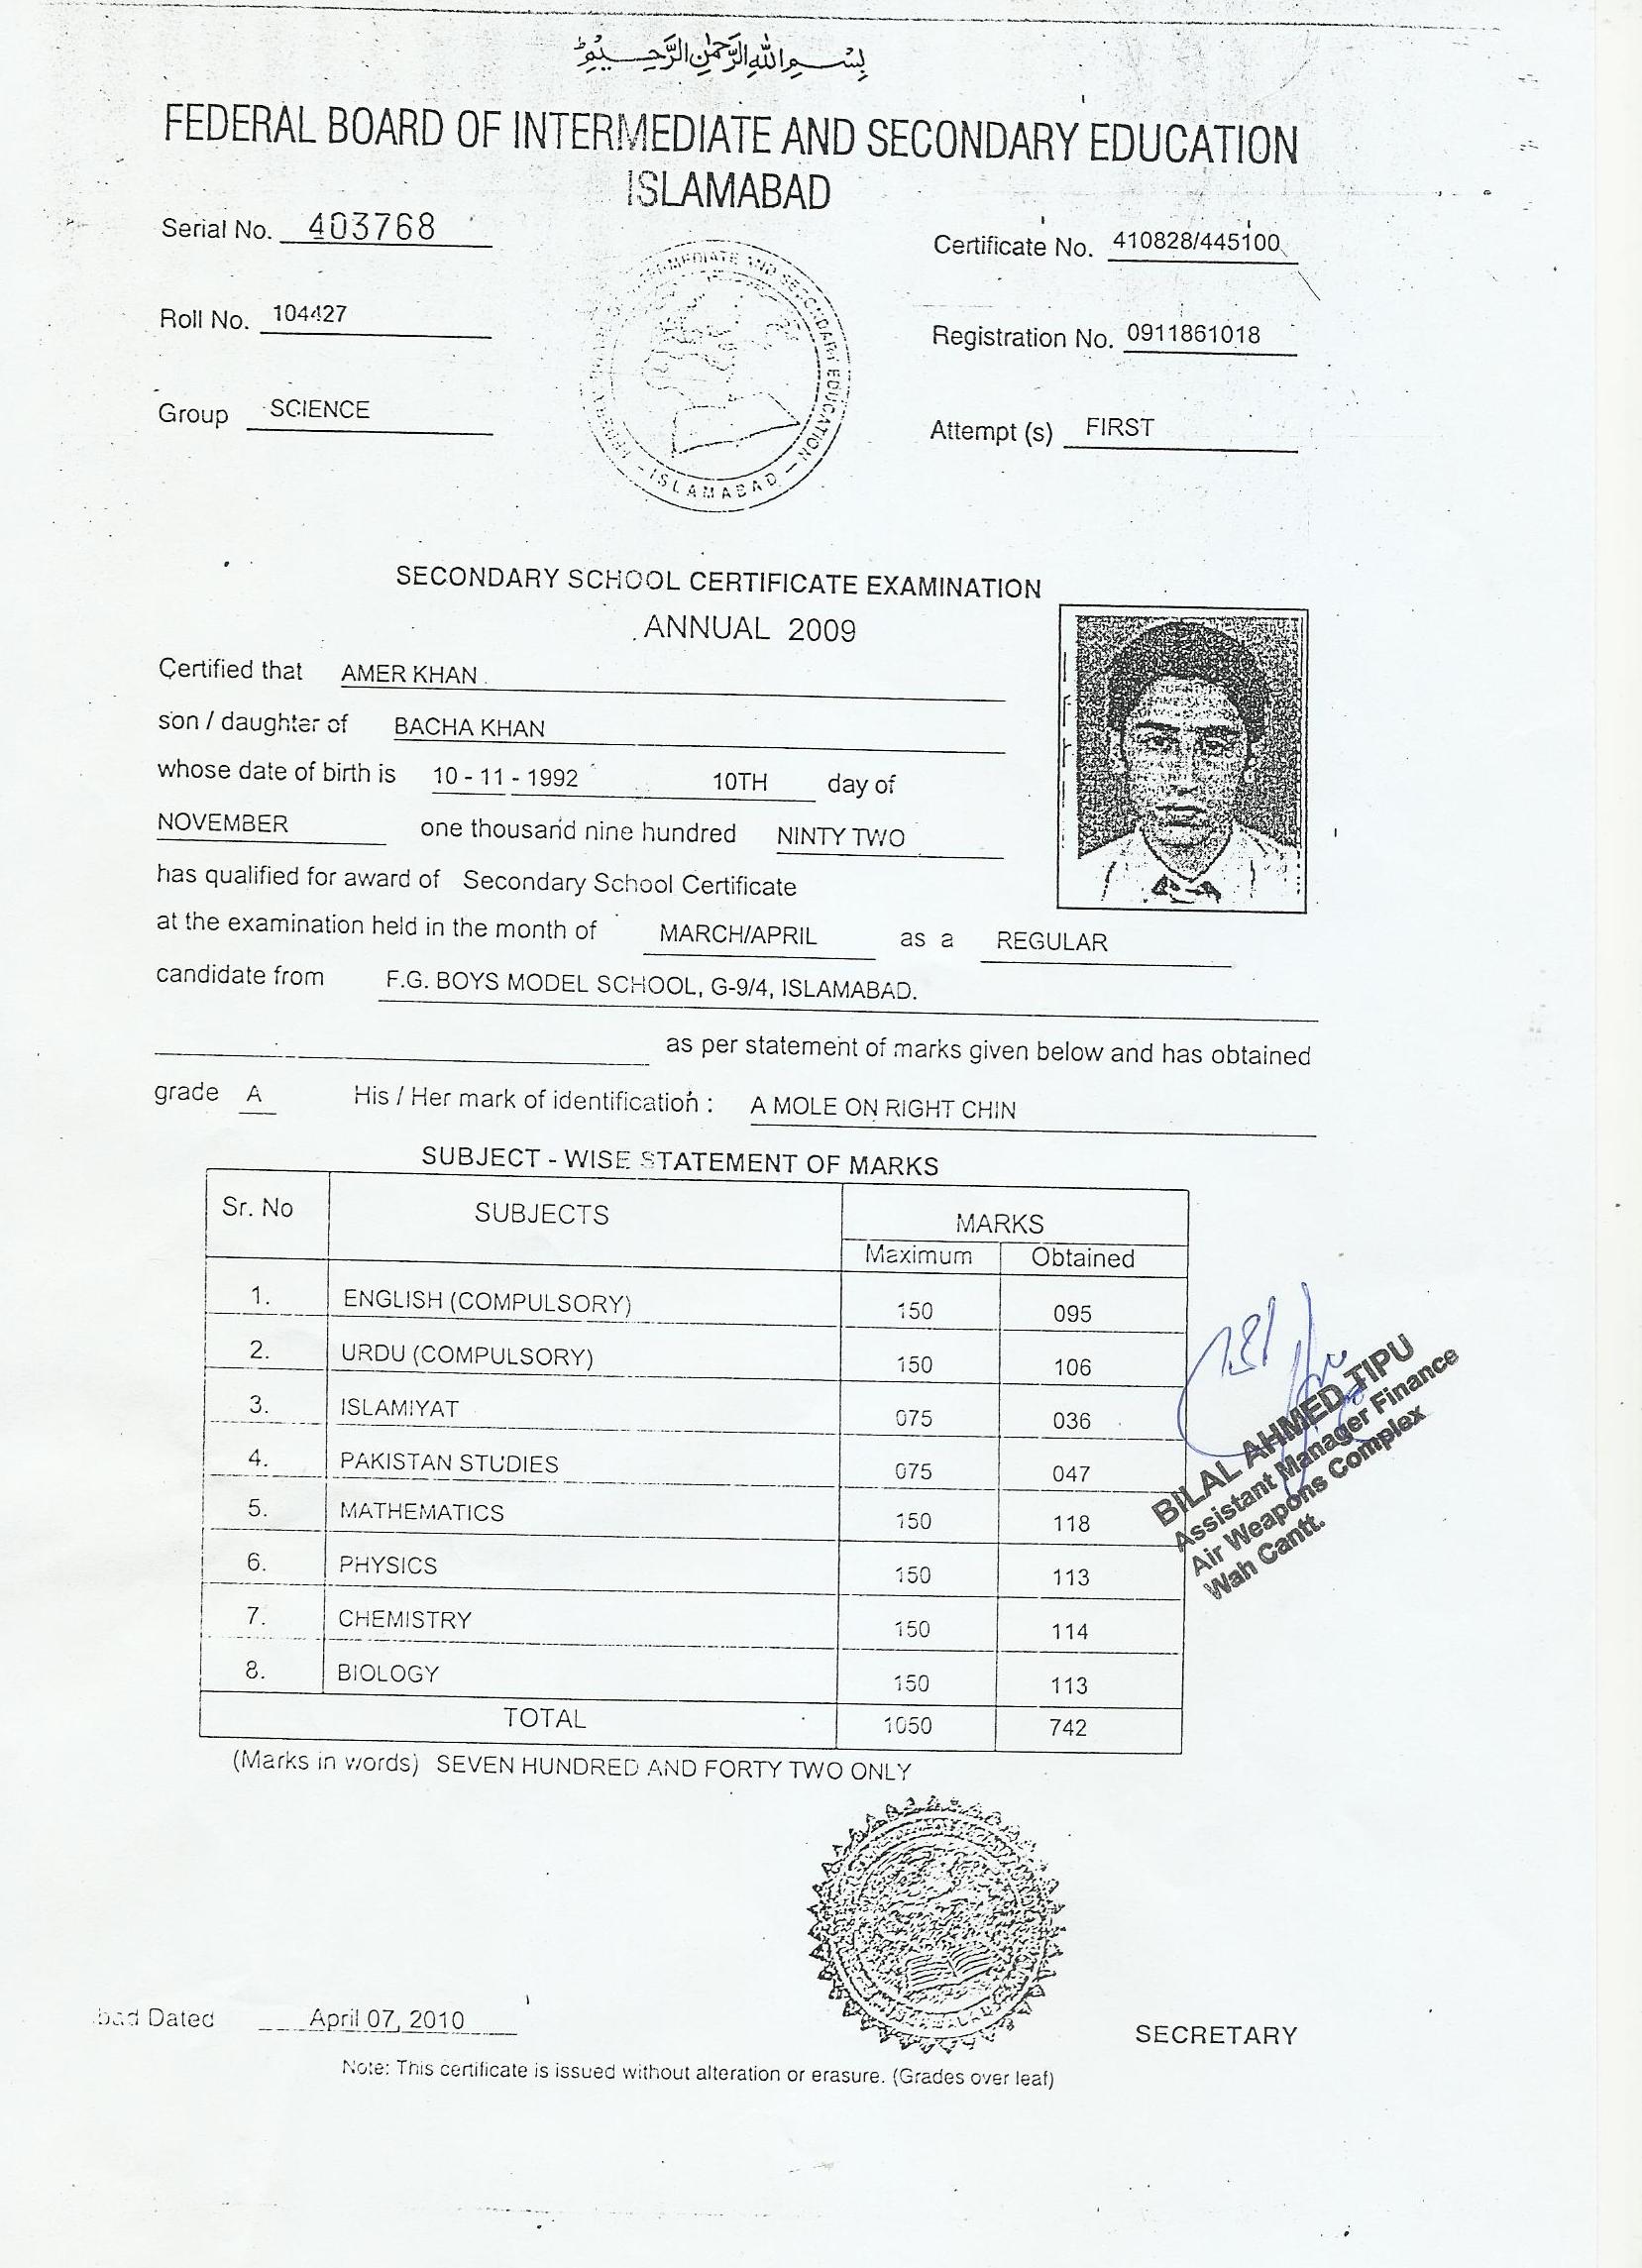 بِسْمِ اللهِ الرَّحْمٰنِ الرَّحِيْمِ
FEDERAL BOARD OF INTERMEDIATE AND SECONDARY EDUCATION
ISLAMABAD
Serial No. 403768
Certificate No. 410828/445100
Roll No. 104427
Registration No. 0911861018
Group SCIENCE
Attempt (s) FIRST
INTERMEDIATE AND SECONDARY EDUCATION
ISLAMABAD
SECONDARY SCHOOL CERTIFICATE EXAMINATION
ANNUAL 2009
Certified that AMER KHAN
son / daughter of BACHA KHAN
whose date of birth is 10 - 11 - 1992 10TH day of
NOVEMBER one thousand nine hundred NINTY TWO
has qualified for award of Secondary School Certificate
at the examination held in the month of MARCH/APRIL as a REGULAR
candidate from F.G. BOYS MODEL SCHOOL, G-9/4, ISLAMABAD.
as per statement of marks given below and has obtained
grade A His / Her mark of identification : A MOLE ON RIGHT CHIN
SUBJECT - WISE STATEMENT OF MARKS
Sr. No SUBJECTS MARKS
Maximum Obtained
1. ENGLISH (COMPULSORY) 150 095
2. URDU (COMPULSORY) 150 106
3. ISLAMIYAT 075 036
4. PAKISTAN STUDIES 075 047
5. MATHEMATICS 150 118
6. PHYSICS 150 113
7. CHEMISTRY 150 114
8. BIOLOGY 150 113
TOTAL 1050 742
BILAL AHMED TIPU
Assistant Manager Finance
Air Weapons Complex
Wah Cantt.
(Marks in words) SEVEN HUNDRED AND FORTY TWO ONLY
bad Dated April 07, 2010
SECRETARY
Note: This certificate is issued without alteration or erasure. (Grades over leaf)